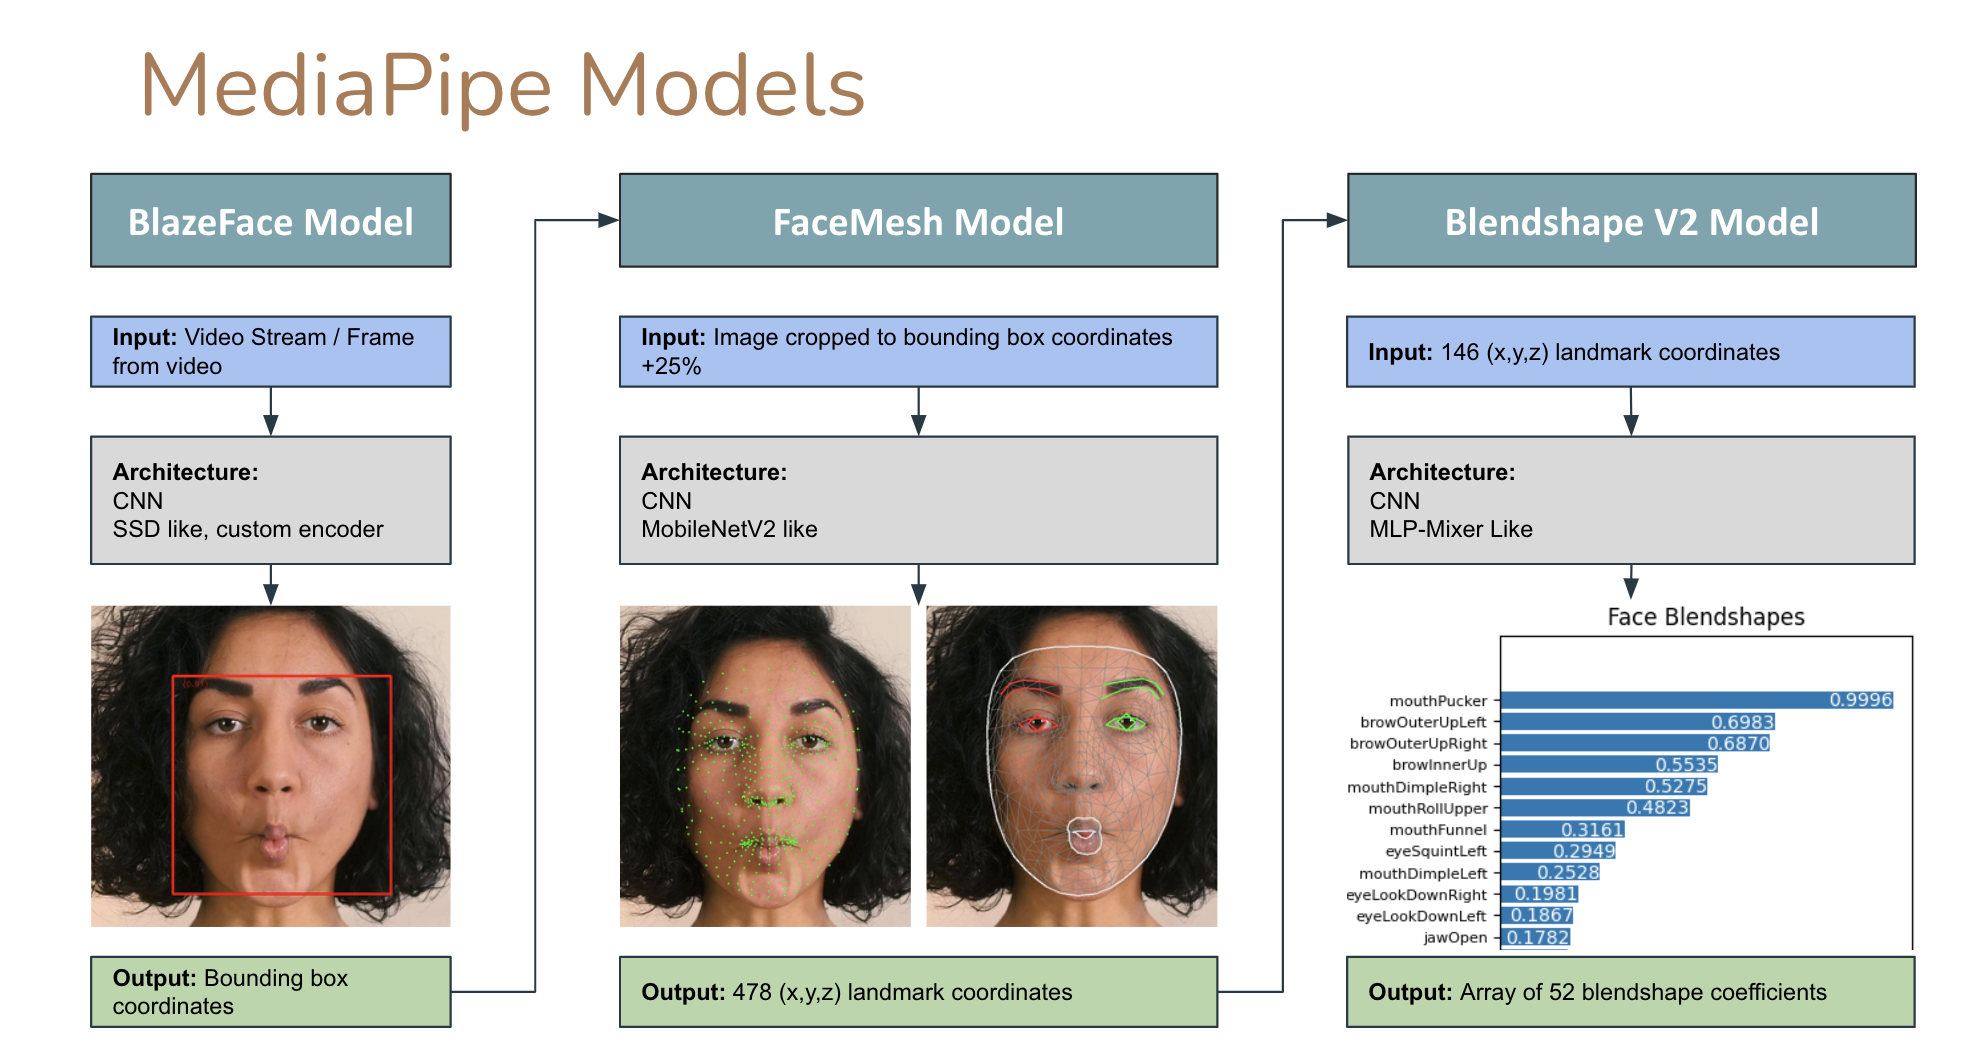 MediaPipe Models
BlazeFace Model
Input: Video Stream / Frame
from video
Architecture:
CNN
SSD like, custom encoder
Output: Bounding box
coordinates
FaceMesh Model
Input: Image cropped to bounding box coordinates
+25%
Architecture:
CNN
MobileNetV2 like
Output: 478 (x,y,z) landmark coordinates
Blendshape V2 Model
Input: 146 (x,y,z) landmark coordinates
Architecture:
CNN
MLP-Mixer Like
Face Blendshapes
mouthPucker 0.9996
browOuterUpLeft 0.6983
browOuterUpRight 0.6870
browInnerUp 0.5535
mouthDimpleRight 0.5275
mouthRollUpper 0.4823
mouthFunnel 0.3161
eyeSquintLeft 0.2949
mouthDimpleLeft 0.2528
eyeLookDownRight 0.1981
eyeLookDownLeft 0.1867
jawOpen 0.1782
Output: Array of 52 blendshape coefficients